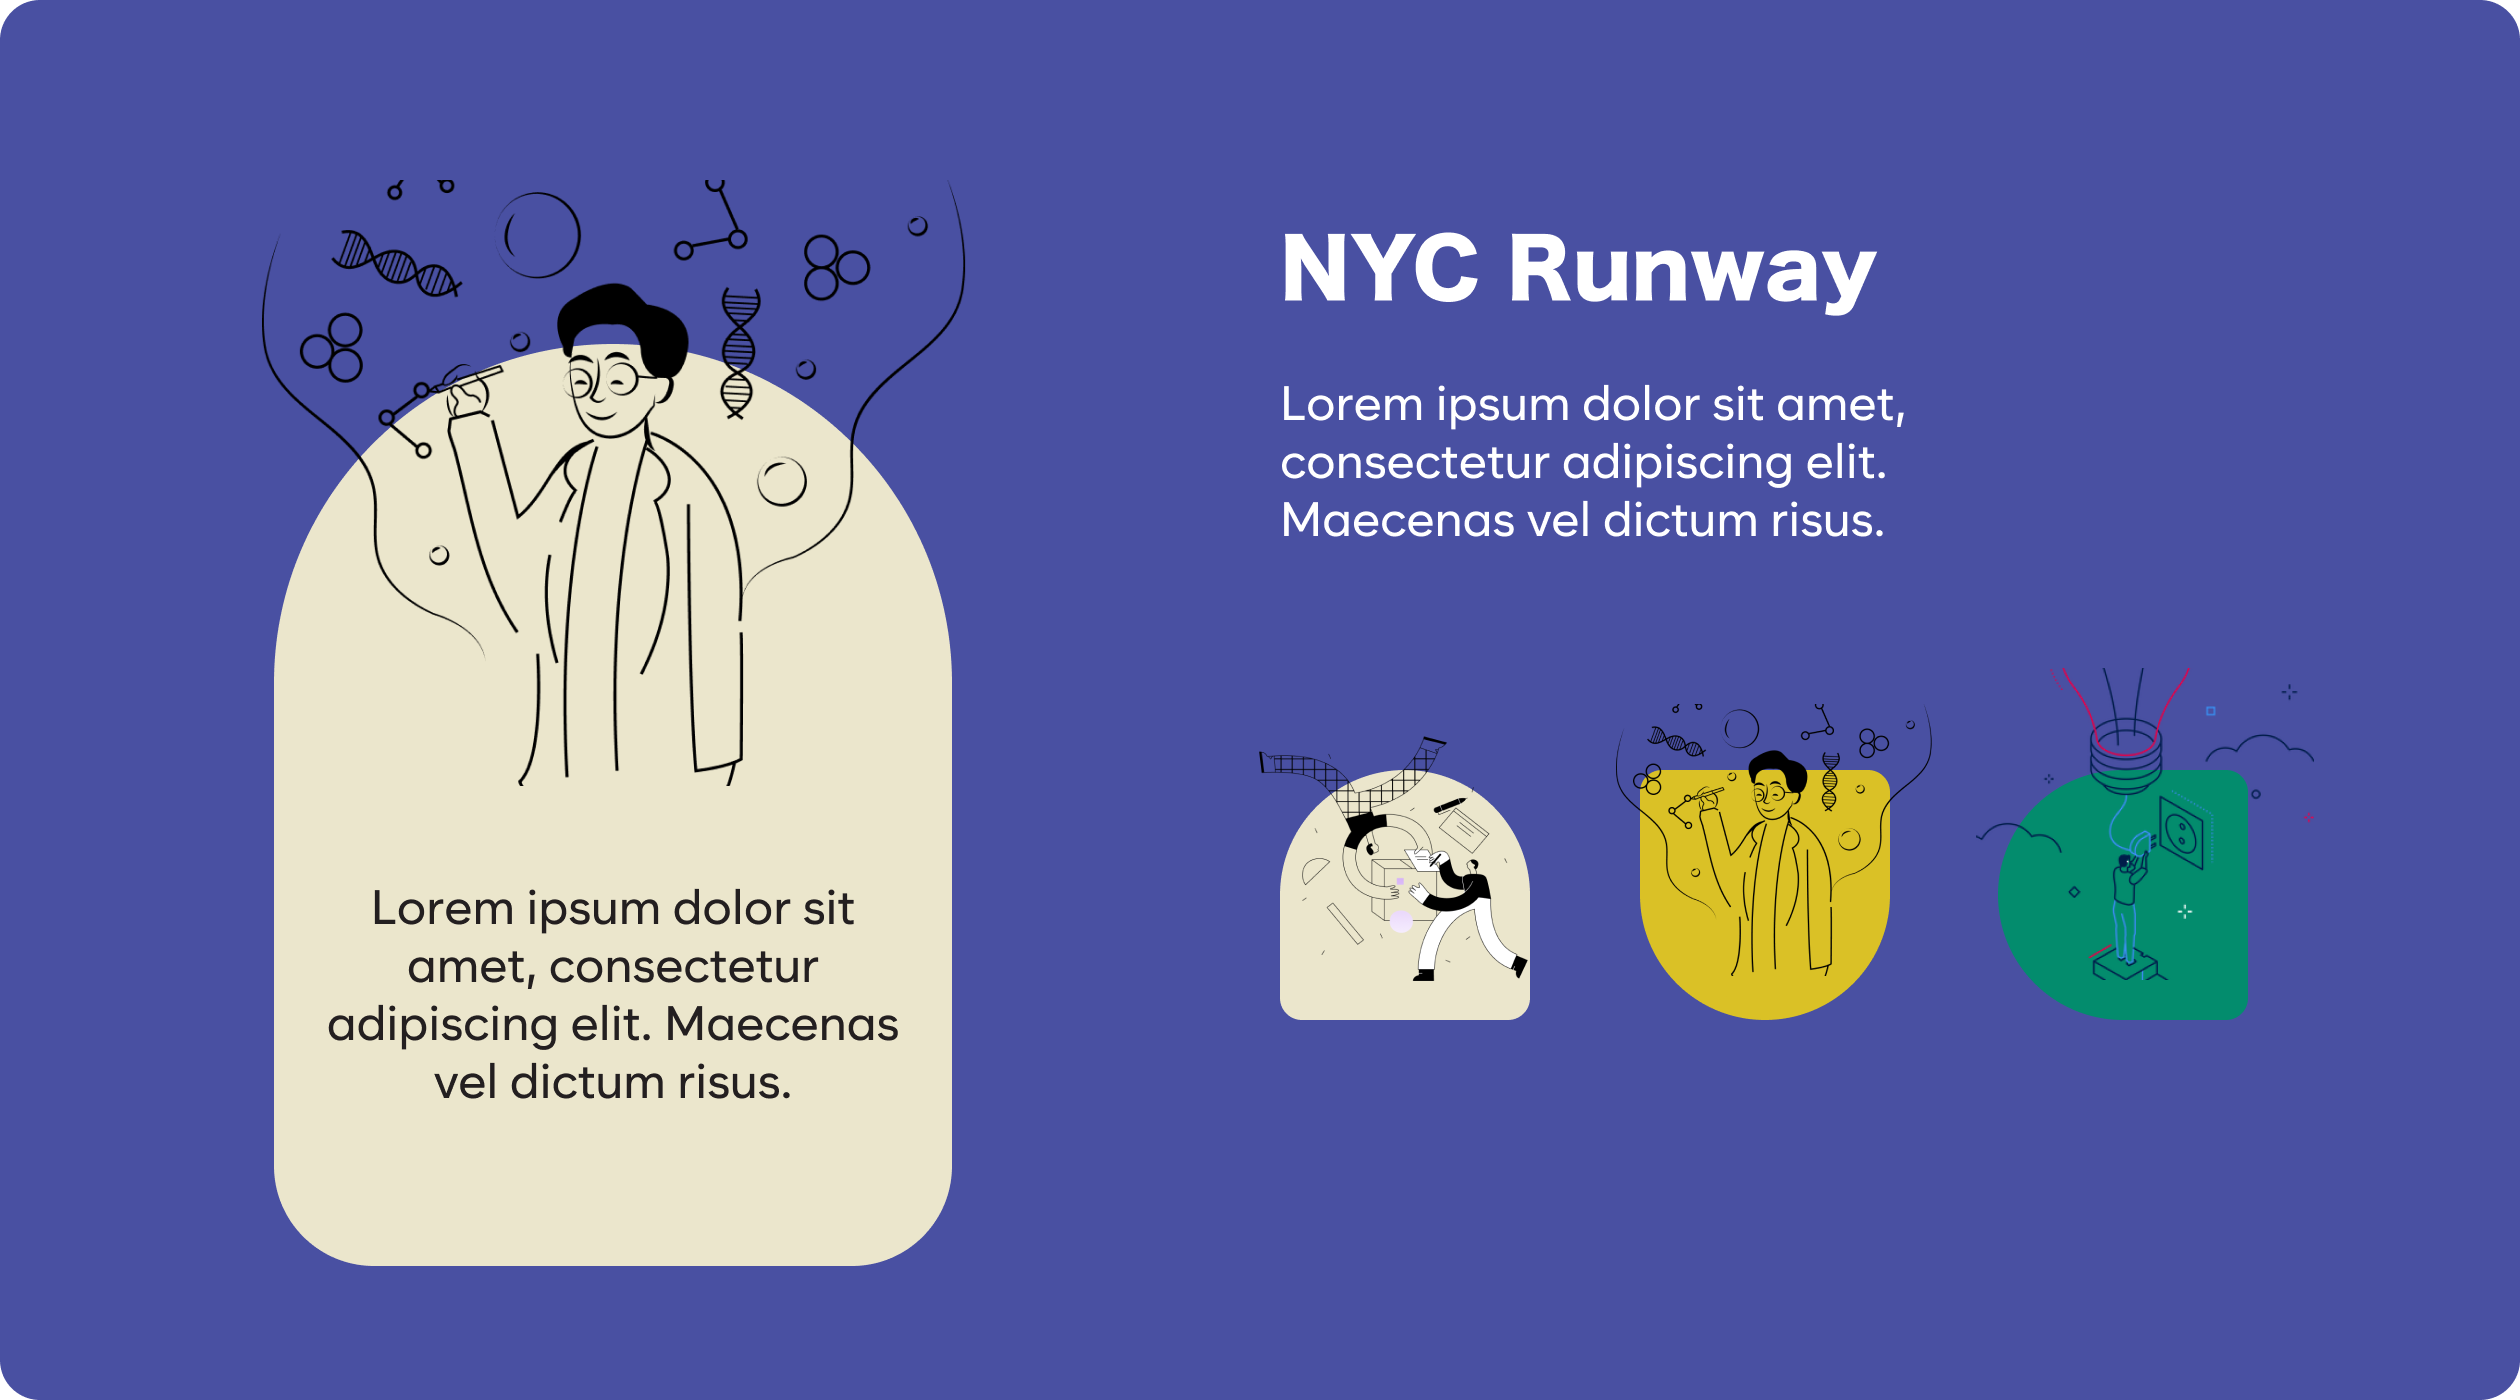 NYC Runway
Lorem ipsum dolor sit amet,
consectetur adipiscing elit.
Maecenas vel dictum risus.
Lorem ipsum dolor sit
amet, consectetur
adipiscing elit. Maecenas
vel dictum risus.